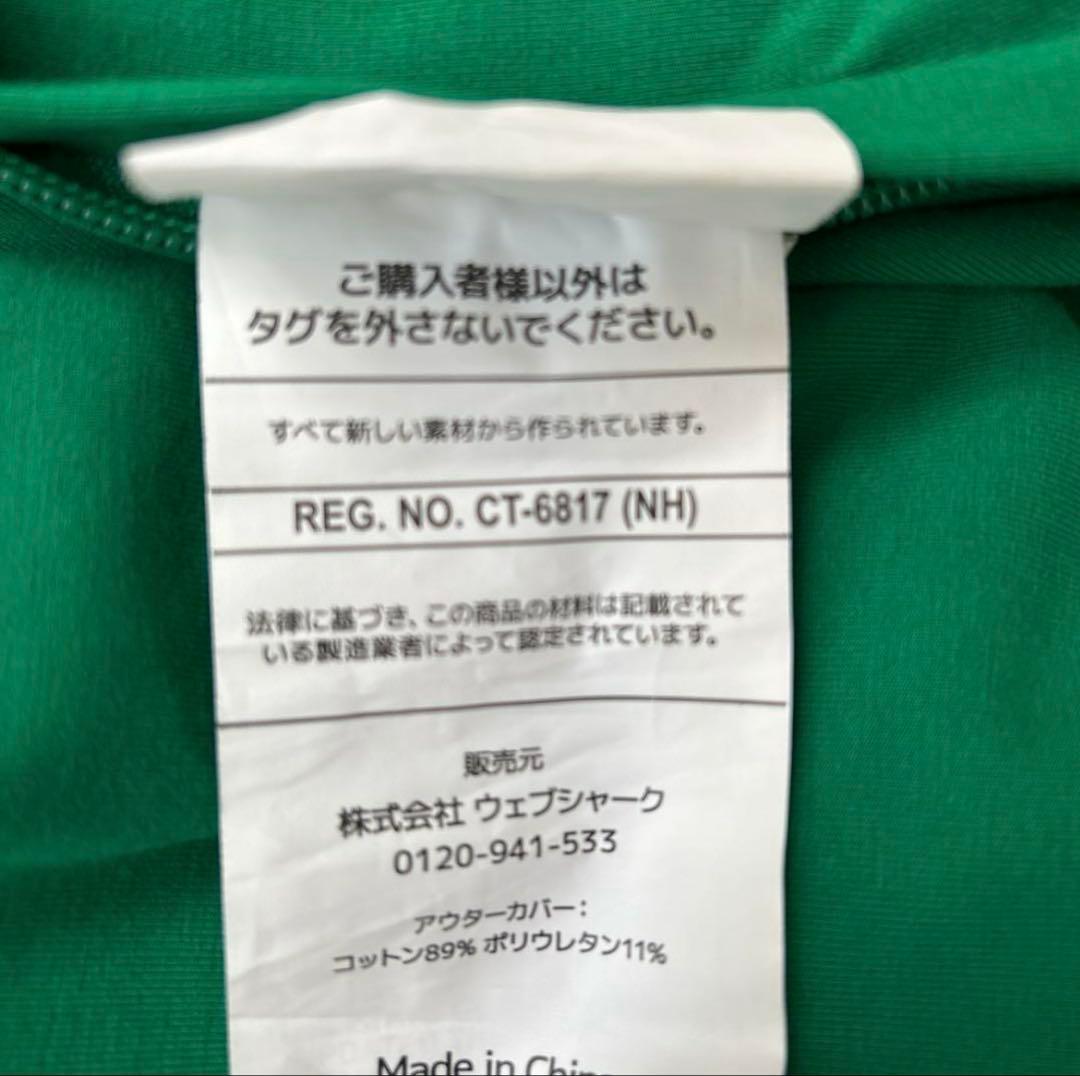 ご購入者様以外は
タグを外さないでください。
すべて新しい素材から作られています。
REG. NO. CT-6817 (NH)
法律に基づき、この商品の材料は記載されて
いる製造業者によって認定されています。
販売元
株式会社 ウェブシャーク
0120-941-533
アウターカバー：
コットン89% ポリウレタン11%
Made in China